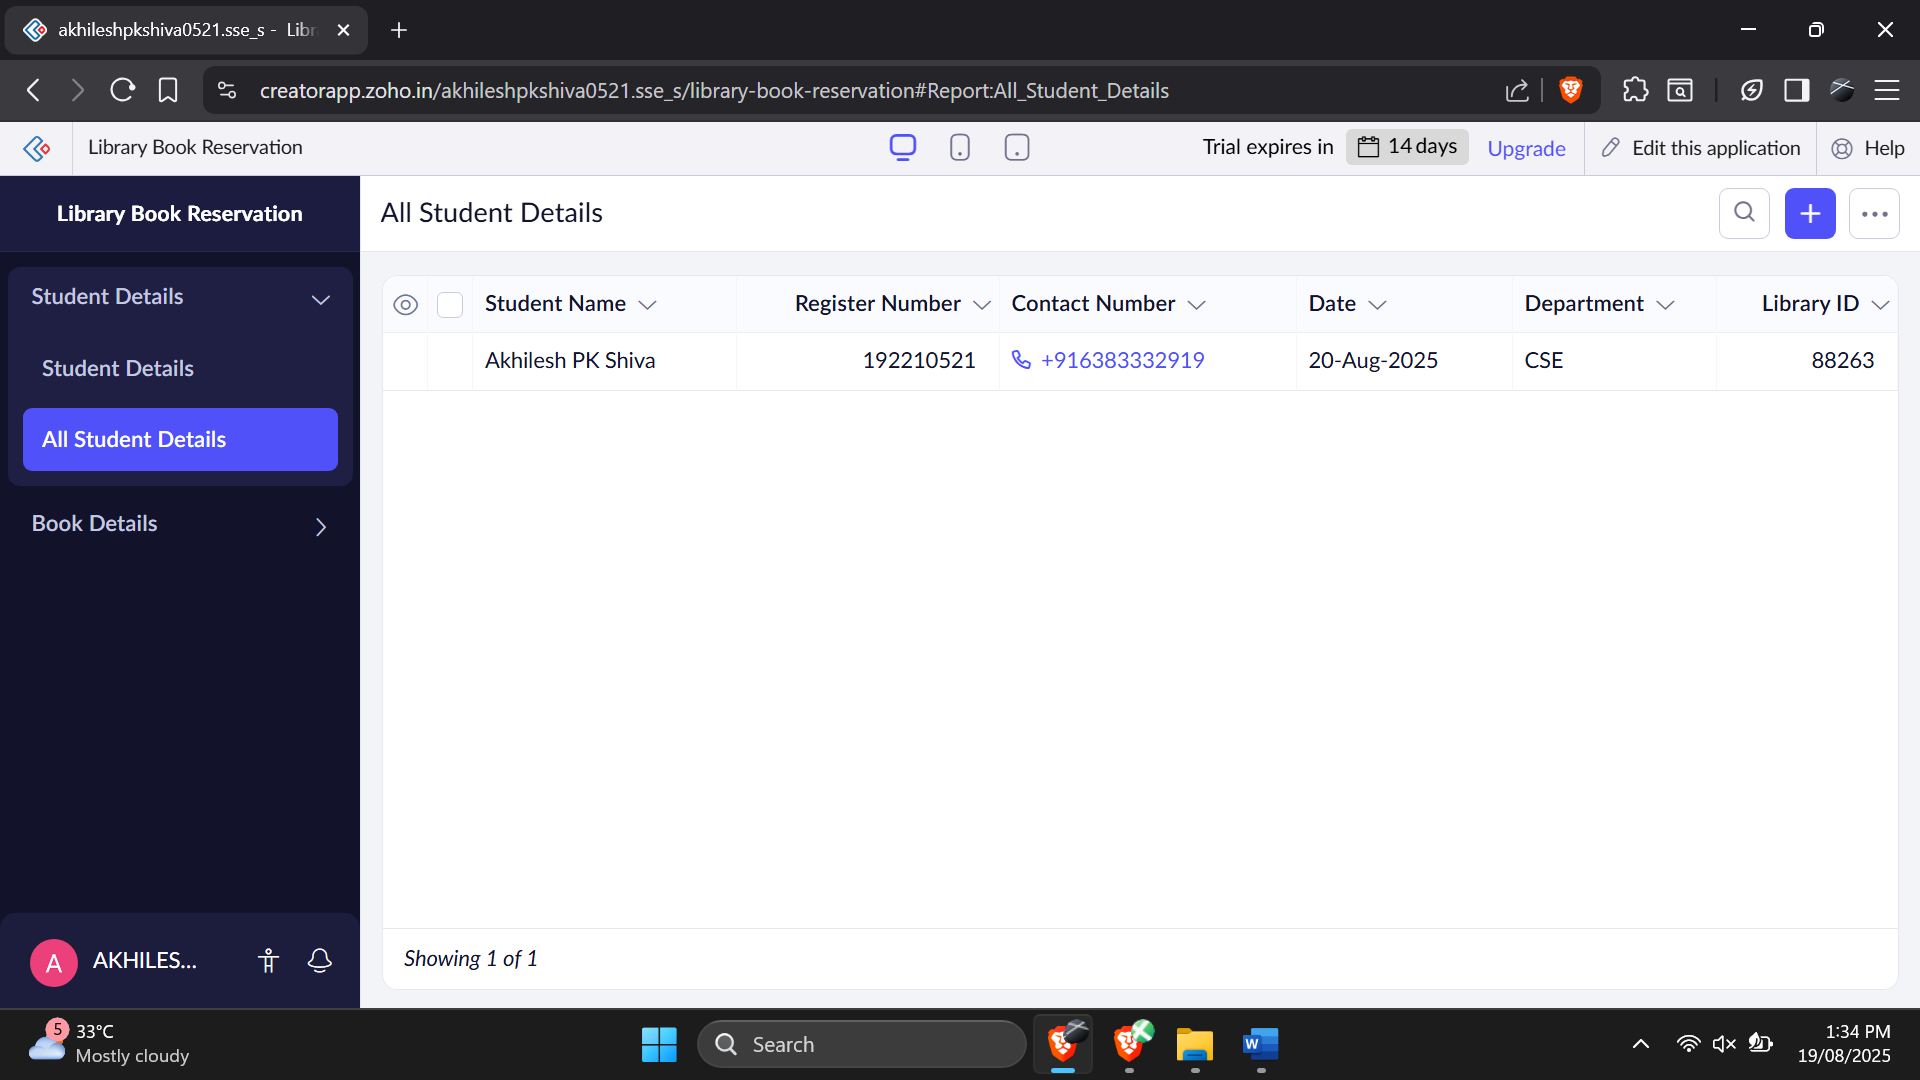 akhileshpkshiva0521.sse_s - Libr
creatorapp.zoho.in/akhileshpkshiva0521.sse_s/library-book-reservation#Report:All_Student_Details
Library Book Reservation
Trial expires in 14 days Upgrade Edit this application Help
Library Book Reservation
All Student Details
Student Details
Student Details
All Student Details
Book Details
Student Name Register Number Contact Number Date Department Library ID
Akhilesh PK Shiva 192210521 +916383332919 20-Aug-2025 CSE 88263
Showing 1 of 1
A AKHILES...
5 33°C
Mostly cloudy
Search
W
1:34 PM
19/08/2025